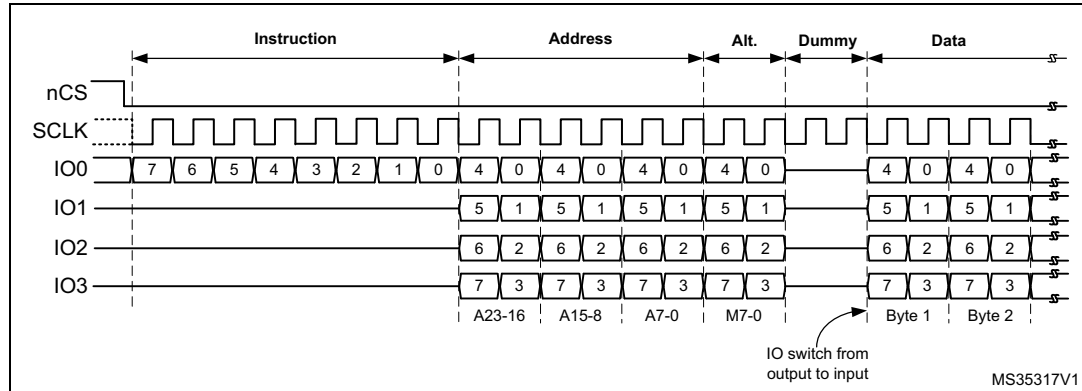 Instruction Address Alt. Dummy Data
nCS
SCLK
IO0 7 6 5 4 3 2 1 0 4 0 4 0 4 0 4 0 4 0 4 0
IO1 5 1 5 1 5 1 5 1 5 1 5 1
IO2 6 2 6 2 6 2 6 2 6 2 6 2
IO3 7 3 7 3 7 3 7 3 7 3 7 3
A23-16 A15-8 A7-0 M7-0 Byte 1 Byte 2
IO switch from
output to input
MS35317V1